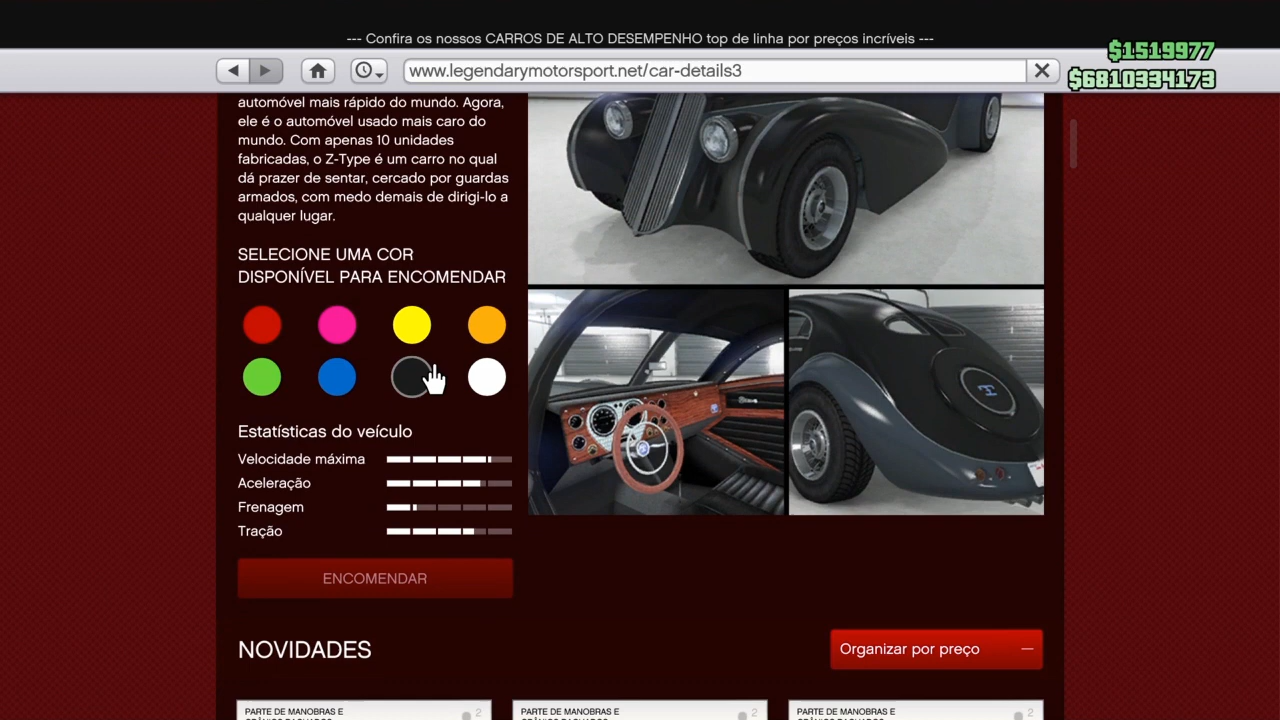 --- Confira os nossos CARROS DE ALTO DESEMPENHO top de linha por preços incríveis ---
$1519977
www.legendarymotorsport.net/car-details3
$6810334173
automóvel mais rápido do mundo. Agora,
ele é o automóvel usado mais caro do
mundo. Com apenas 10 unidades
fabricadas, o Z-Type é um carro no qual
dá prazer de sentar, cercado por guardas
armados, com medo demais de dirigi-lo a
qualquer lugar.
SELECIONE UMA COR
DISPONÍVEL PARA ENCOMENDAR
Estatísticas do veículo
Velocidade máxima
Aceleração
Frenagem
Tração
ENCOMENDAR
NOVIDADES
Organizar por preço
PARTE DE MANOBRAS E
2
PARTE DE MANOBRAS E
2
PARTE DE MANOBRAS E
2